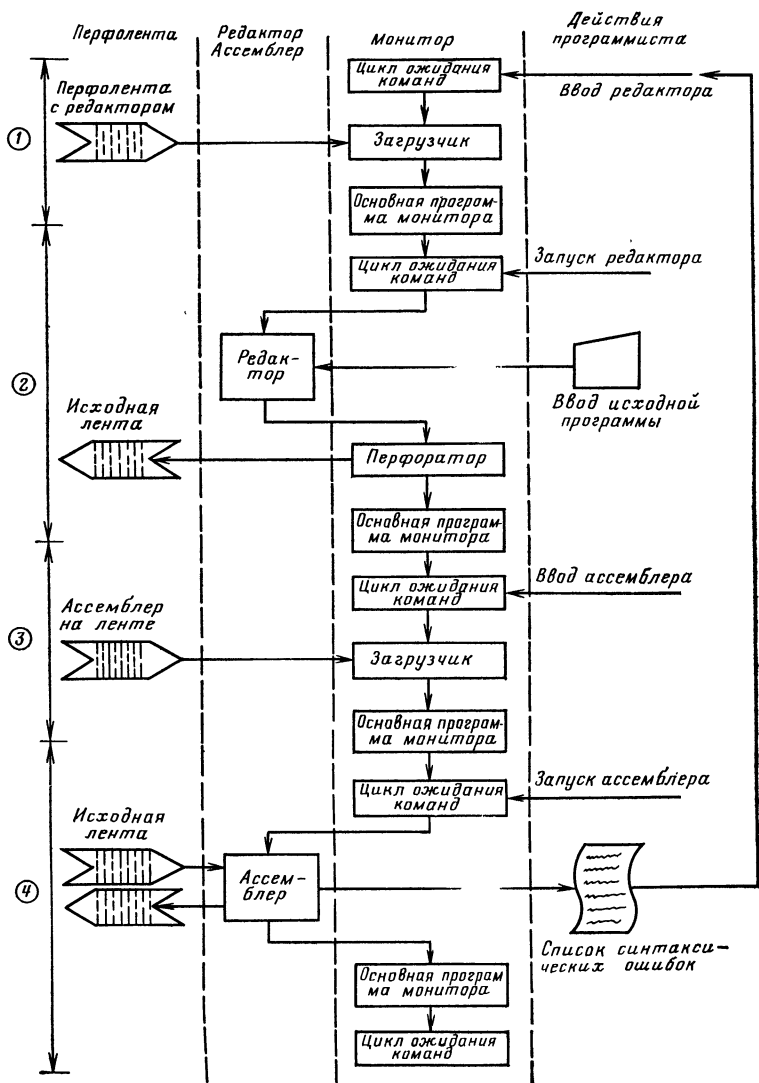 Перфолента
Редактор
Ассемблер
Монитор
Действия
программиста
Цикл ожидания
команд
Ввод редактора
Перфолента
с редактором
1
Загрузчик
Основная програм-
ма монитора
Цикл ожидания
команд
Запуск редактора
Редак-
тор
2
Ввод исходной
программы
Исходная
лента
Перфоратор
Основная програм-
ма монитора
Цикл ожидания
команд
Ввод ассемблера
Ассемблер
на ленте
3
Загрузчик
Основная програм-
ма монитора
Цикл ожидания
команд
Запуск ассемблера
Исходная
лента
4
Ассем-
блер
Список синтакси-
ческих ошибок
Основная програм
ма монитора
Цикл ожидания
команд